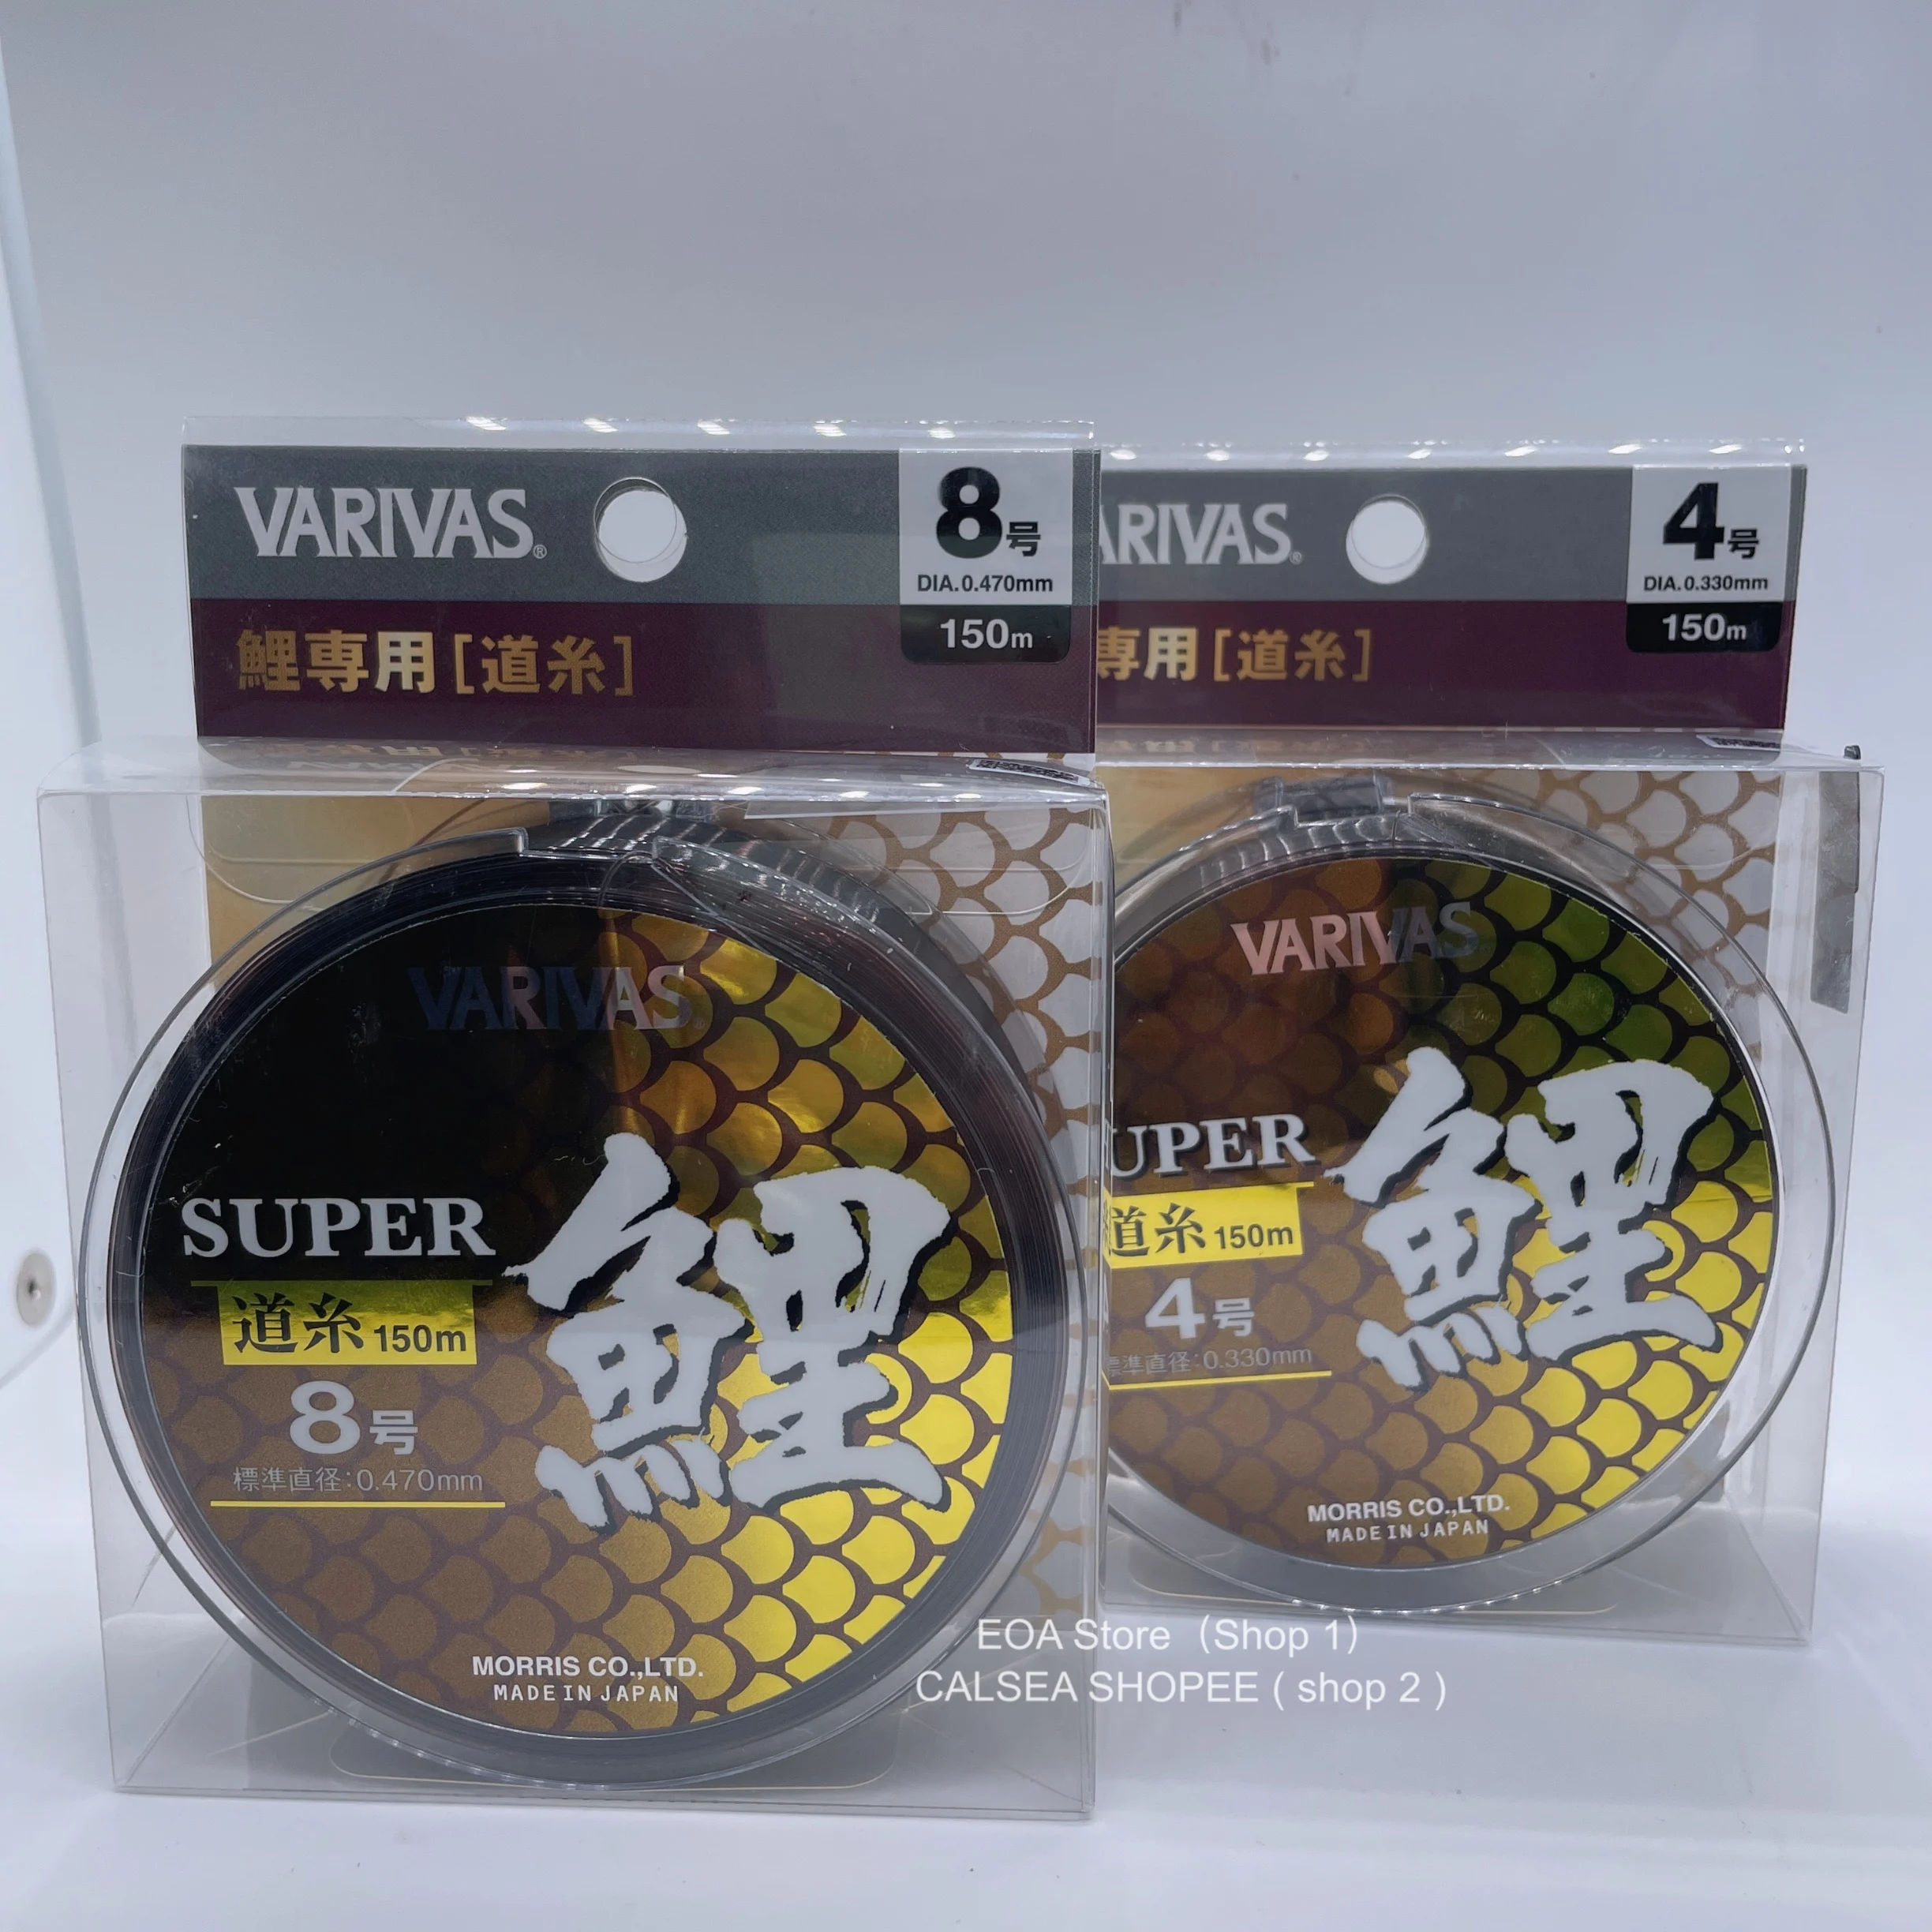 VARIVAS®
8号
DIA.0.470mm
150m
鯉専用[道糸]
VARIVAS
SUPER
鯉
道糸 150m
8号
標準直径:0.470mm
MORRIS CO.,LTD.
MADE IN JAPAN
ARIVAS®
4号
DIA.0.330mm
150m
専用[道糸]
VARIVAS
UPER
鯉
道糸 150m
4号
標準直径:0.330mm
MORRIS CO.,LTD.
MADE IN JAPAN
EOA Store（Shop 1）
CALSEA SHOPEE ( shop 2 )